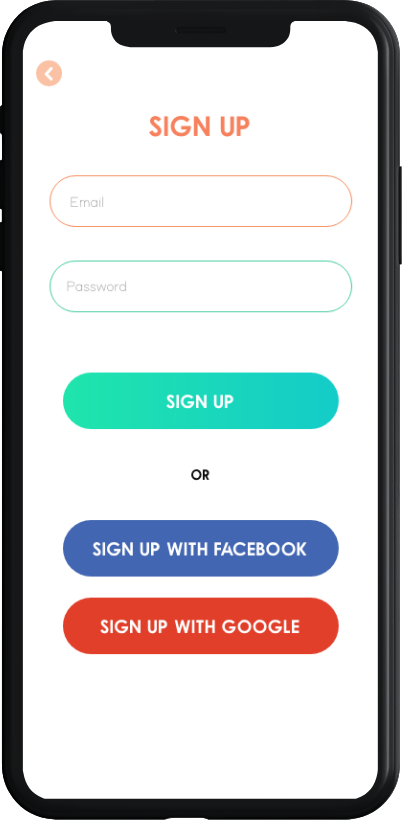 SIGN UP
Email
Password
SIGN UP
OR
SIGN UP WITH FACEBOOK
SIGN UP WITH GOOGLE